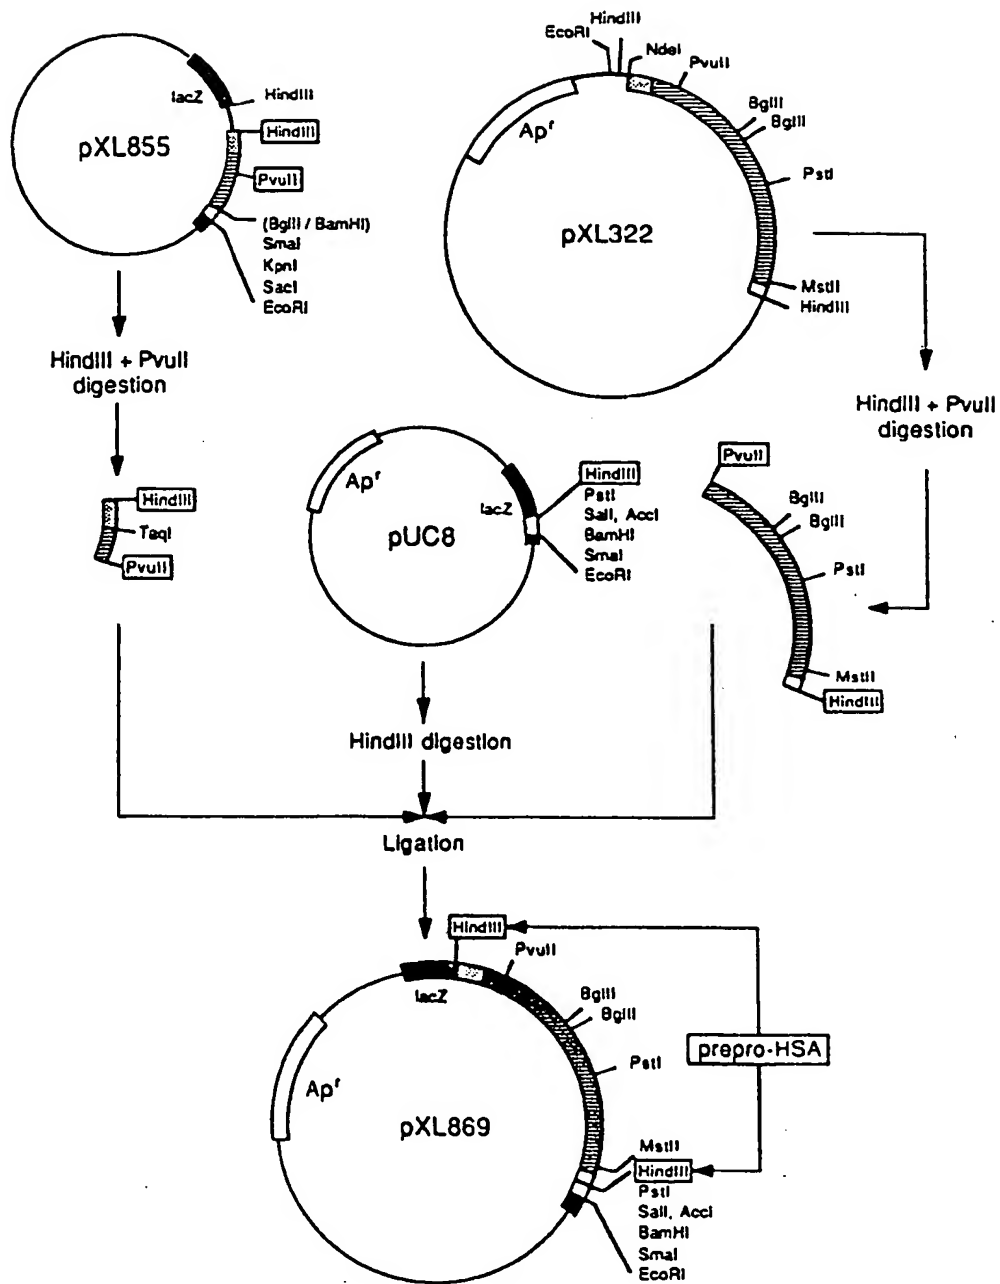 lacZ
HindIII
HindIII
pXL855
PvuII
(BglII / BamHI)
SmaI
KpnI
SacI
EcoRI
HindIII
EcoRI
NdeI
PvuII
BglII
BglII
Apʳ
PstI
pXL322
MstII
HindIII
HindIII + PvuII
digestion
HindIII + PvuII
digestion
HindIII
TaqI
PvuII
Apʳ
lacZ
pUC8
HindIII
PstI
SalI, AccI
BamHI
SmaI
EcoRI
PvuII
BglII
BglII
PstI
MstII
HindIII
HindIII digestion
Ligation
HindIII
PvuII
lacZ
BglII
BglII
PstI
prepro-HSA
Apʳ
pXL869
MstII
HindIII
PstI
SalI, AccI
BamHI
SmaI
EcoRI